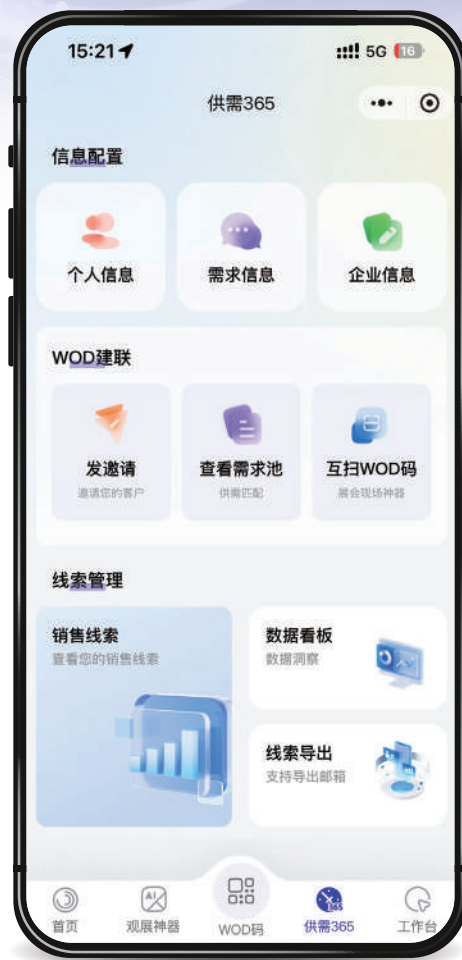 15:21 5G 16
供需365
信息配置
个人信息 需求信息 企业信息
WOD建联
发邀请 查看需求池 互扫WOD码
邀请您的客户 供需匹配 展会现场神器
线索管理
销售线索
查看您的销售线索
数据看板
数据洞察
线索导出
支持导出邮箱
AI
365
首页 观展神器 WOD码 供需365 工作台